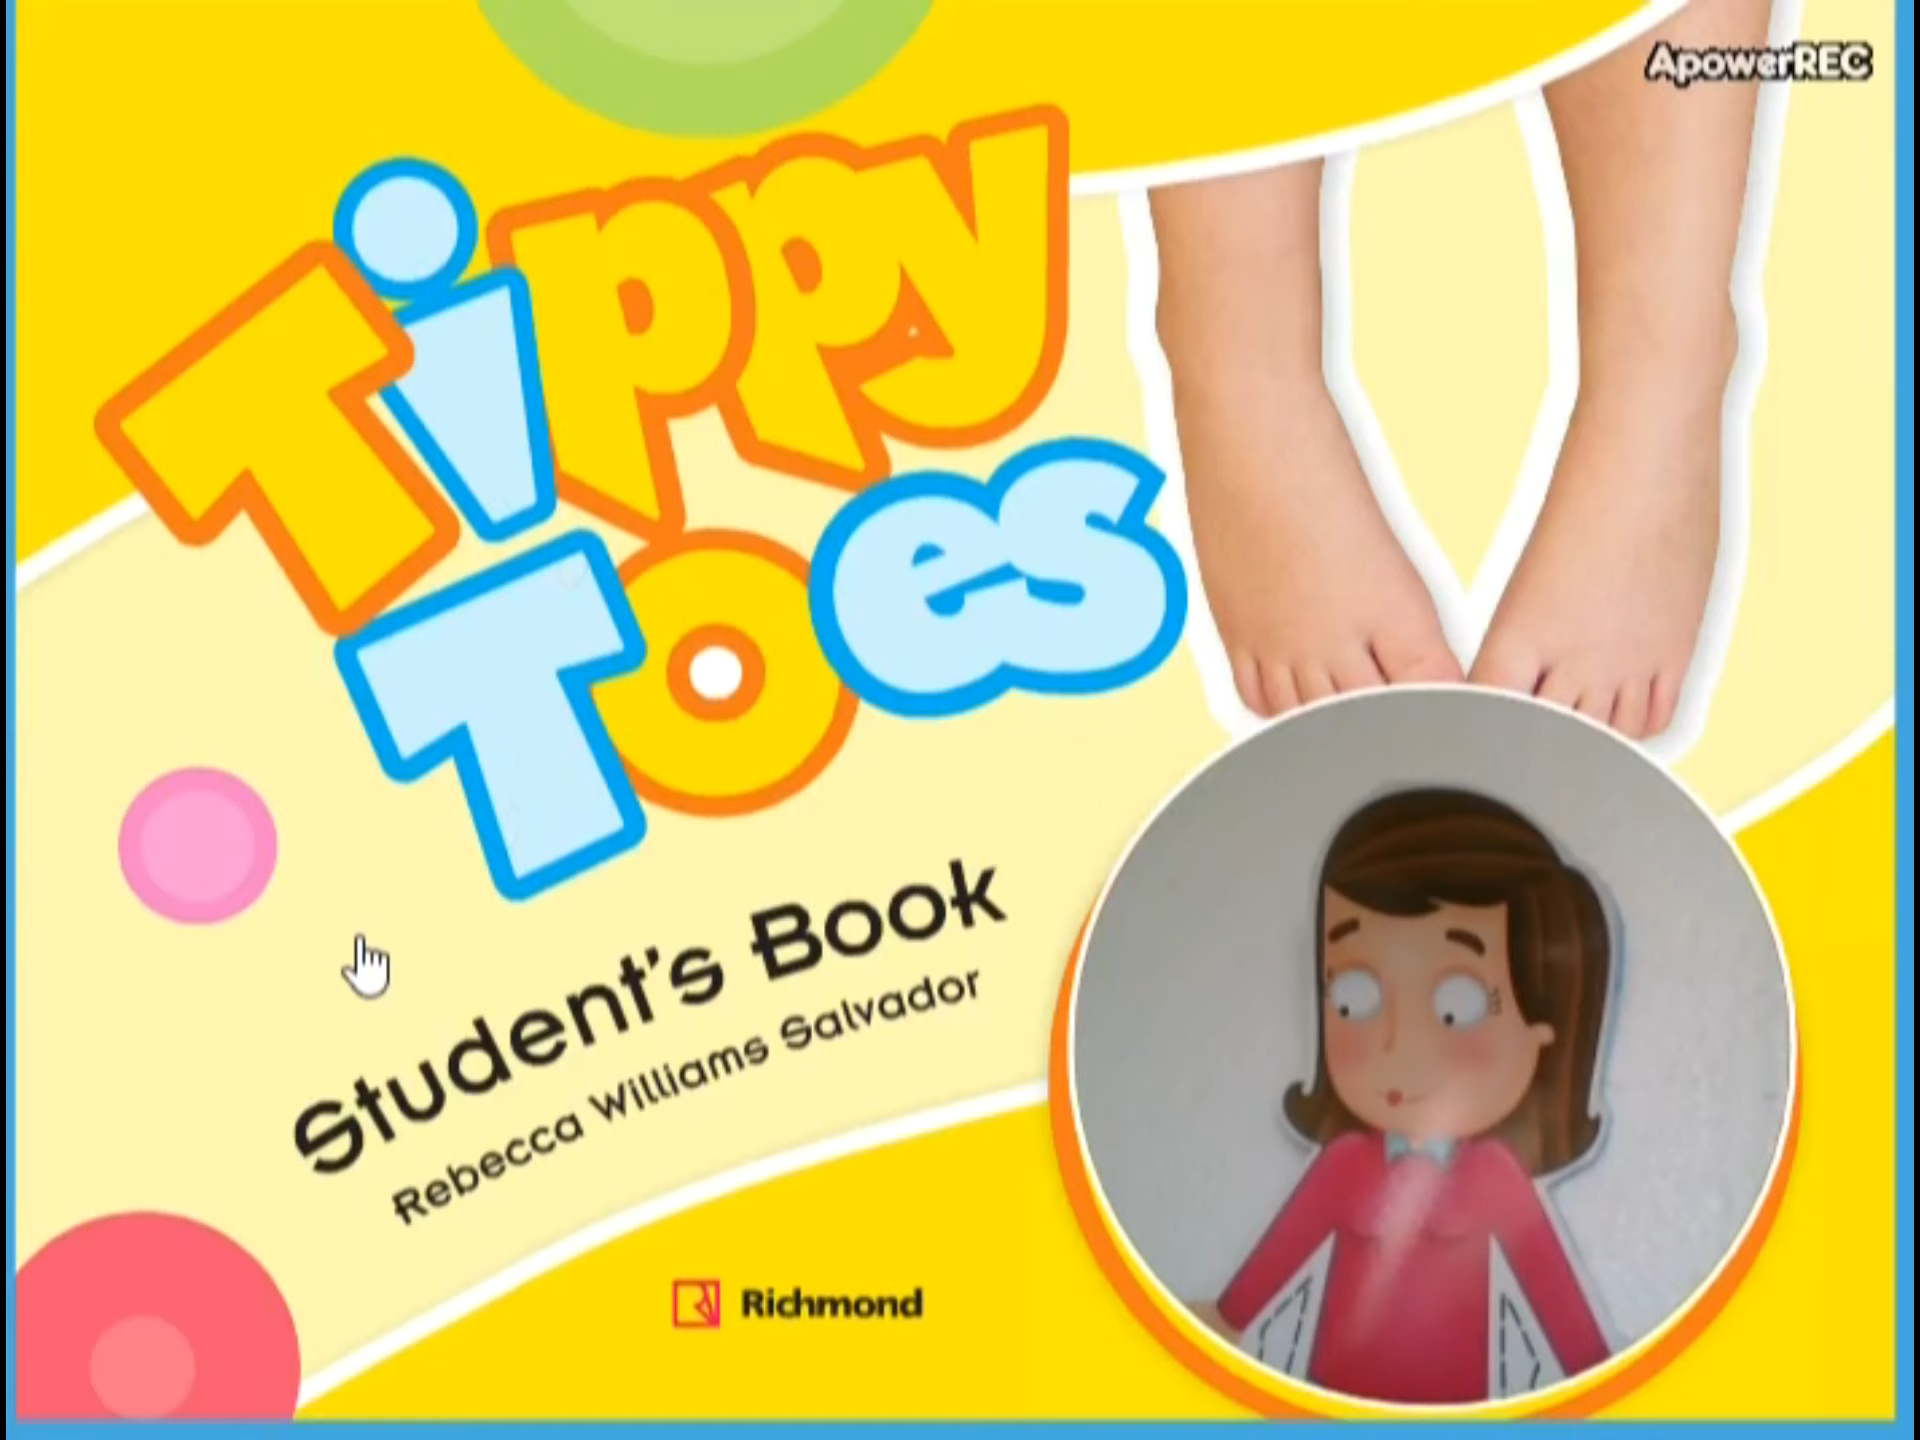 ApowerREC
Tippy
Toes
Student's Book
Rebecca Williams Salvador
Richmond